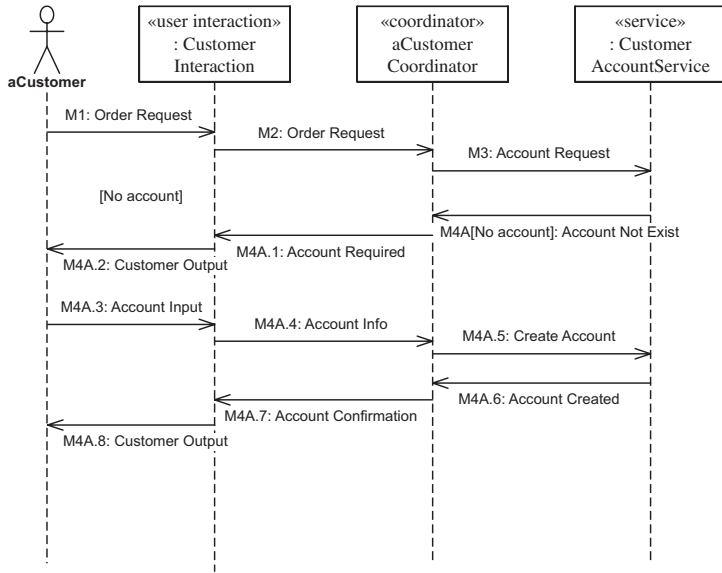 «user interaction»
: Customer
Interaction
«coordinator»
aCustomer
Coordinator
«service»
: Customer
AccountService
aCustomer
M1: Order Request
M2: Order Request
M3: Account Request
[No account]
M4A[No account]: Account Not Exist
M4A.1: Account Required
M4A.2: Customer Output
M4A.3: Account Input
M4A.4: Account Info
M4A.5: Create Account
M4A.6: Account Created
M4A.7: Account Confirmation
M4A.8: Customer Output